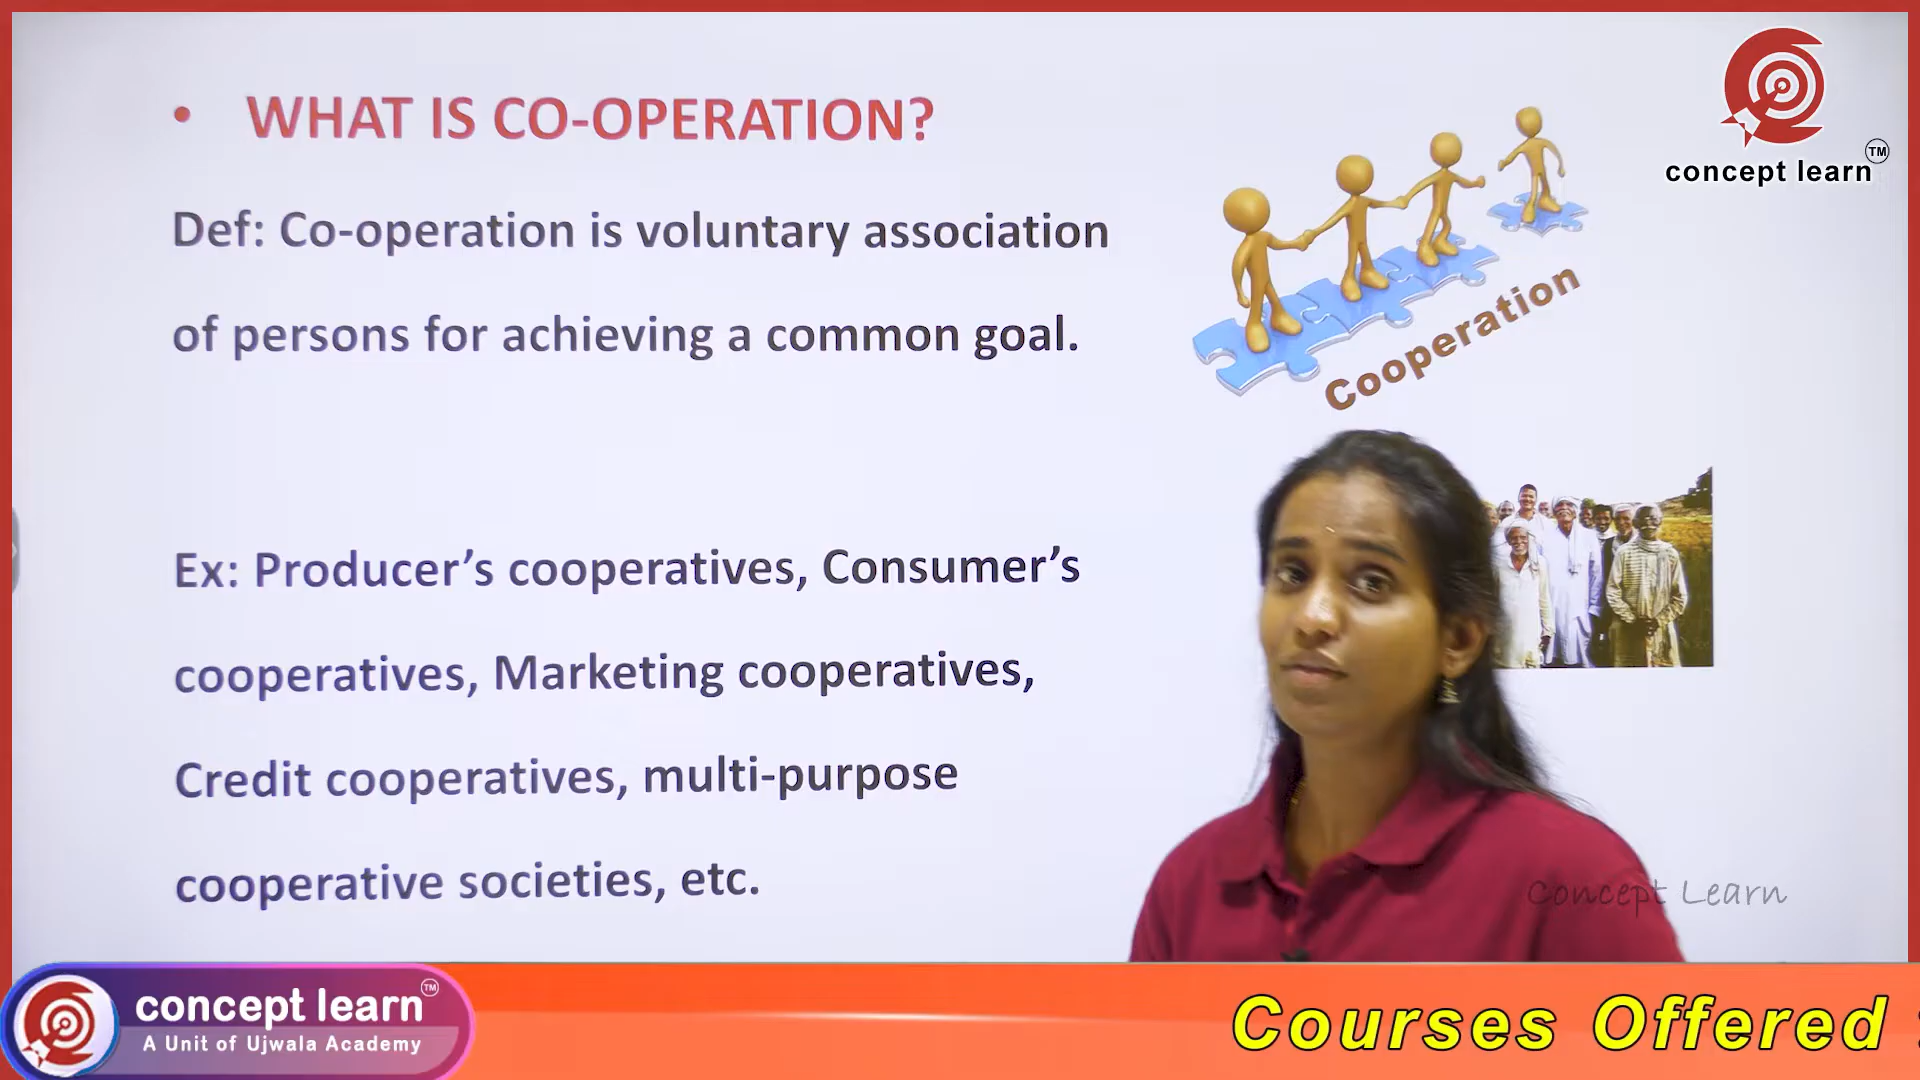 • WHAT IS CO-OPERATION?
Def: Co-operation is voluntary association
of persons for achieving a common goal.
Ex: Producer’s cooperatives, Consumer’s
cooperatives, Marketing cooperatives,
Credit cooperatives, multi-purpose
cooperative societies, etc.
Cooperation
concept learn TM
Concept Learn
concept learn TM
A Unit of Ujwala Academy
Courses Offered :